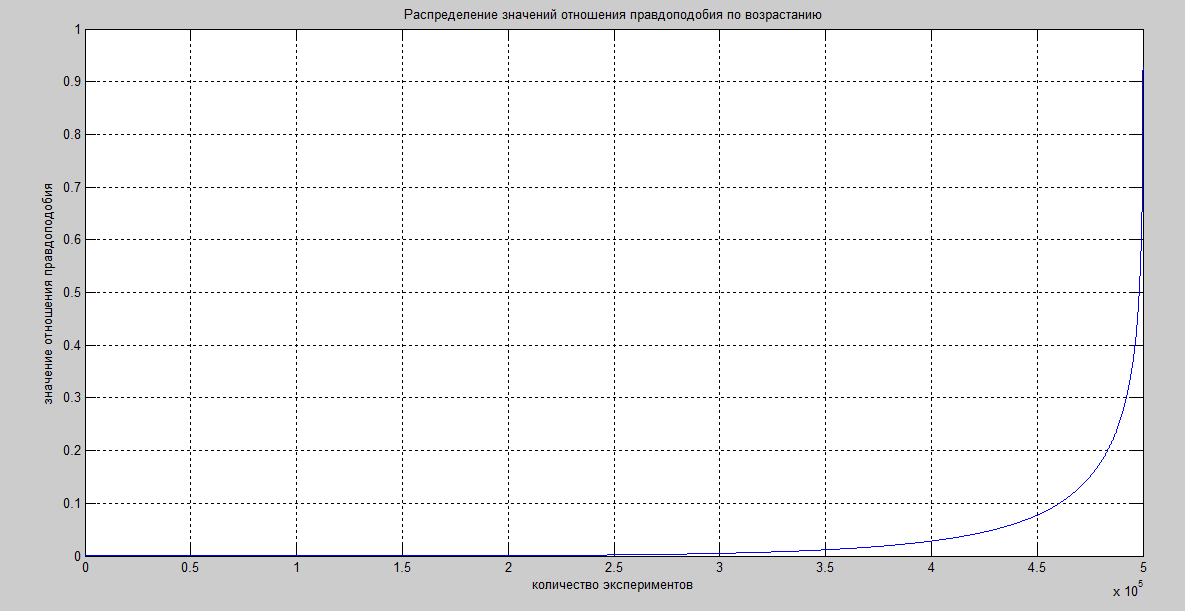 Распределение значений отношения правдоподобия по возрастанию
1
0.9
0.8
0.7
0.6
0.5
0.4
0.3
0.2
0.1
0
значение отношения правдоподобия
0 0.5 1 1.5 2 2.5 3 3.5 4 4.5 5
количество экспериментов
x 10^5